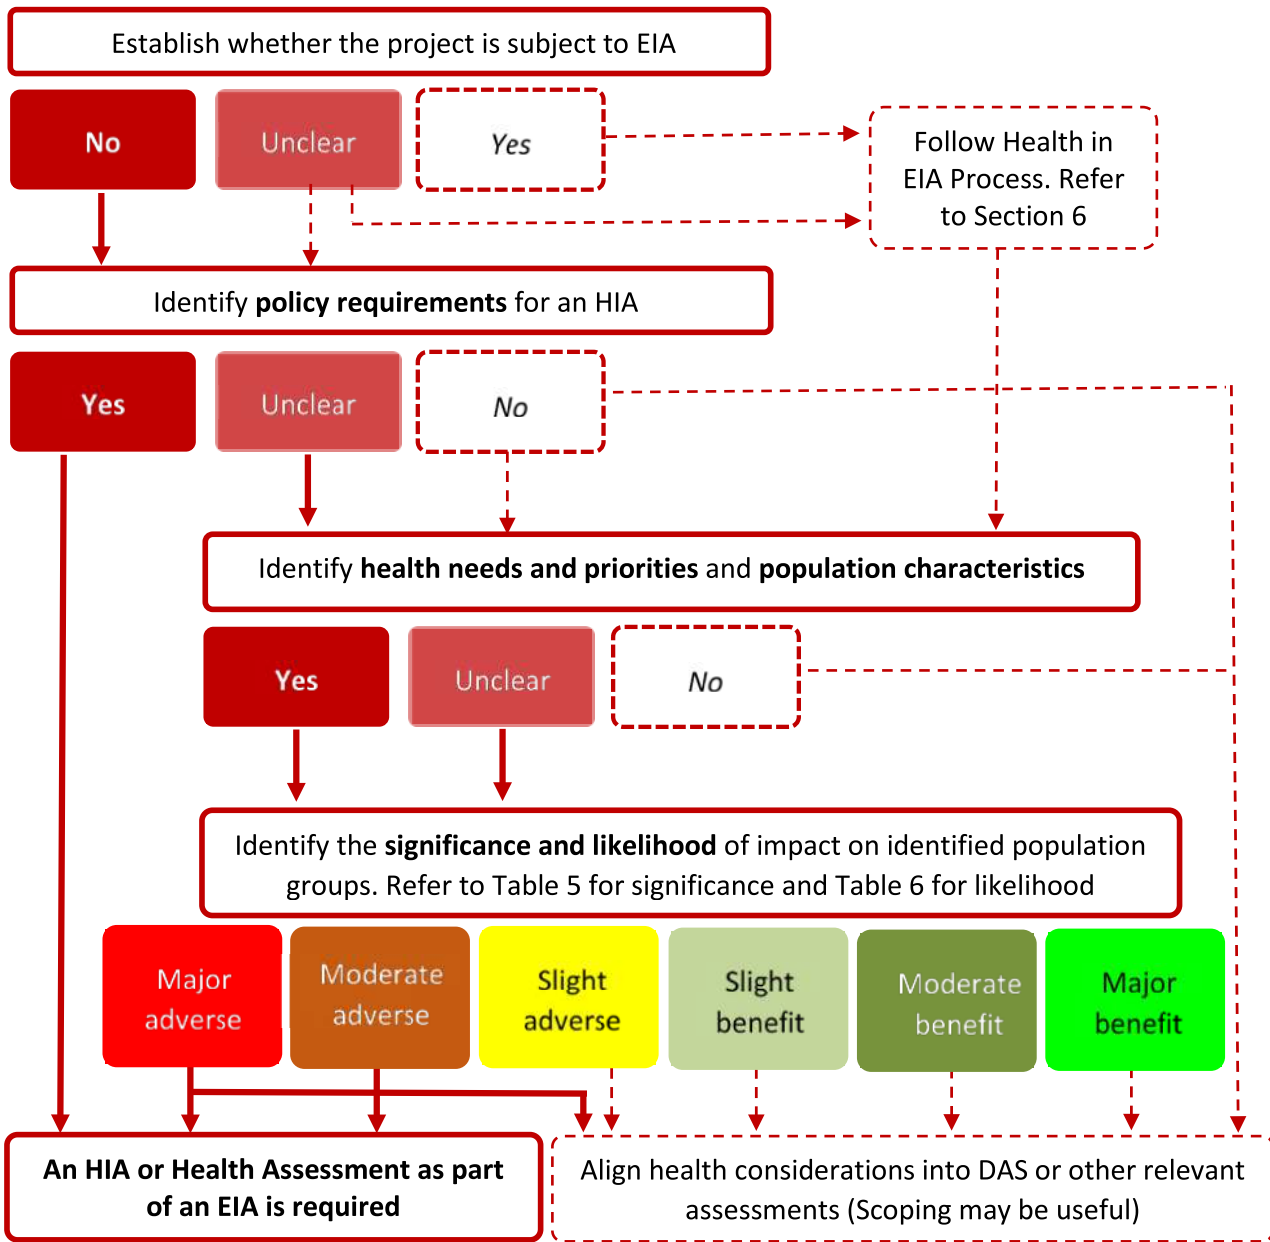 Establish whether the project is subject to EIA
No
Unclear
Yes
Follow Health in
EIA Process. Refer
to Section 6
Identify policy requirements for an HIA
Yes
Unclear
No
Identify health needs and priorities and population characteristics
Yes
Unclear
No
Identify the significance and likelihood of impact on identified population
groups. Refer to Table 5 for significance and Table 6 for likelihood
Major
adverse
Moderate
adverse
Slight
adverse
Slight
benefit
Moderate
benefit
Major
benefit
An HIA or Health Assessment as part
of an EIA is required
Align health considerations into DAS or other relevant
assessments (Scoping may be useful)